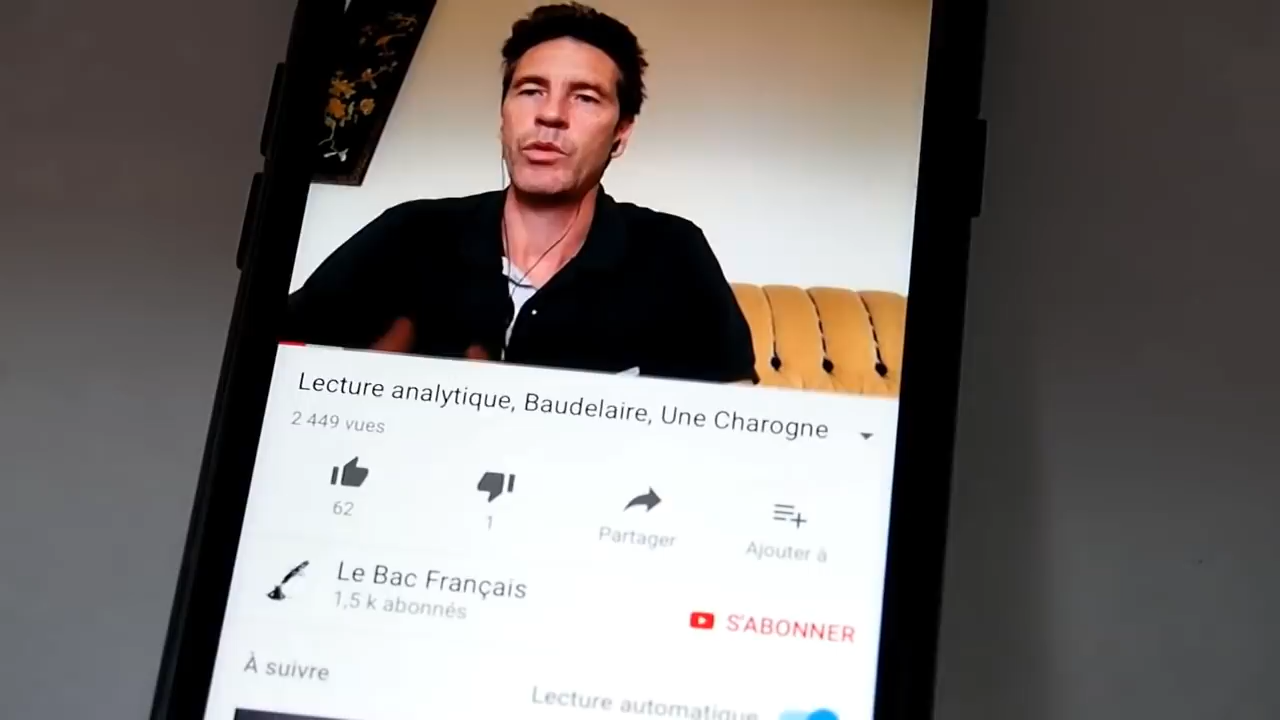 Lecture analytique, Baudelaire, Une Charogne
2 449 vues
62
1
Partager
Ajouter à
Le Bac Français
1,5 k abonnés
S'ABONNER
À suivre
Lecture automatique